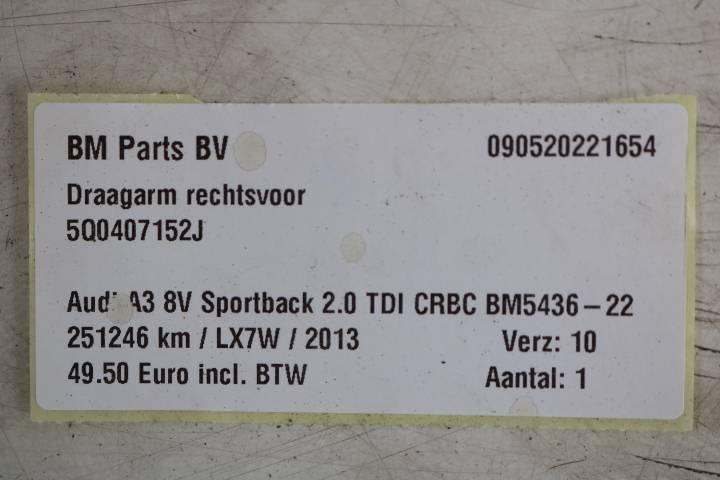 BM Parts BV 090520221654
Draagarm rechtsvoor
5Q0407152J
Audi A3 8V Sportback 2.0 TDI CRBC BM5436-22
251246 km / LX7W / 2013 Verz: 10
49.50 Euro incl. BTW Aantal: 1